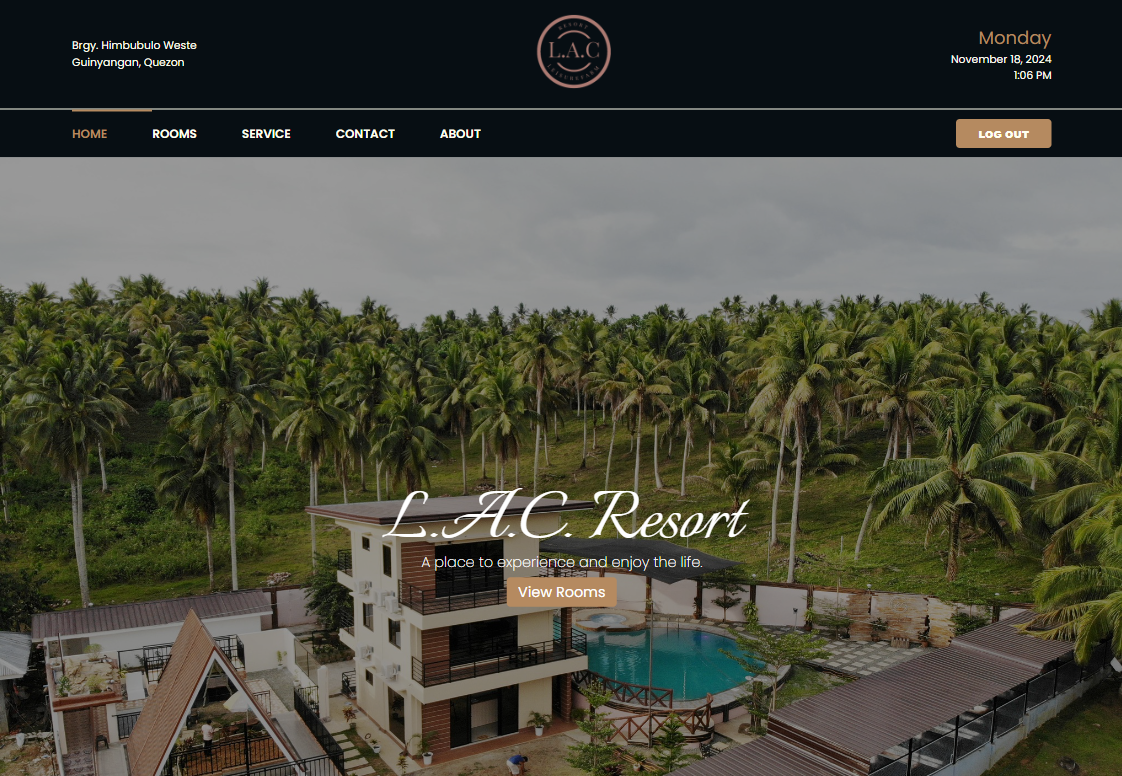 Brgy. Himbubulo Weste
Guinyangan, Quezon
RESORT
L.A.C
LEISUREFARM
Monday
November 18, 2024
1:06 PM
HOME
ROOMS
SERVICE
CONTACT
ABOUT
LOG OUT
L.A.C. Resort
A place to experience and enjoy the life.
View Rooms